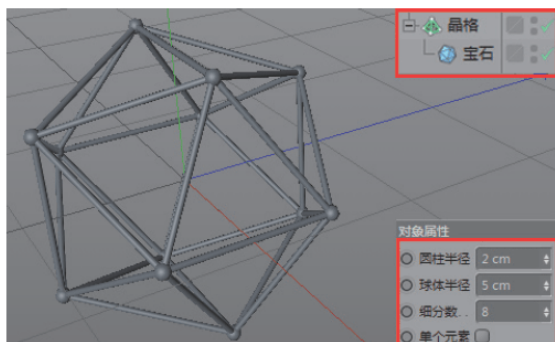 晶格
宝石
对象属性
圆柱半径 2 cm
球体半径 5 cm
细分数.. 8
单个元素